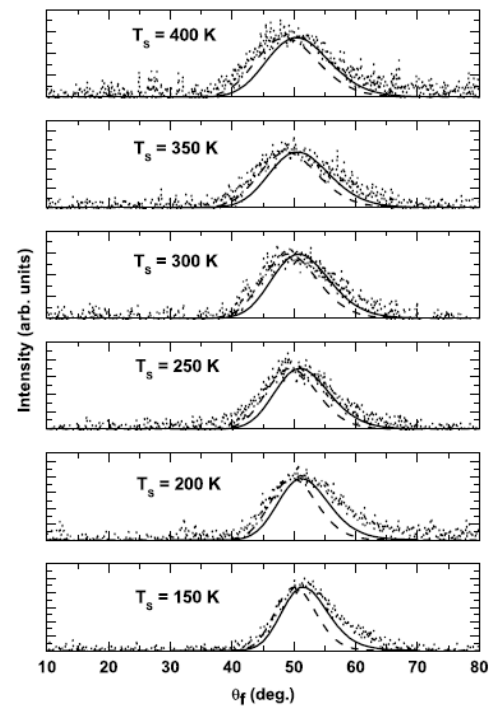 T_s = 400 K
T_s = 350 K
T_s = 300 K
T_s = 250 K
T_s = 200 K
T_s = 150 K
Intensity (arb. units)
10 20 30 40 50 60 70 80
θ_f (deg.)